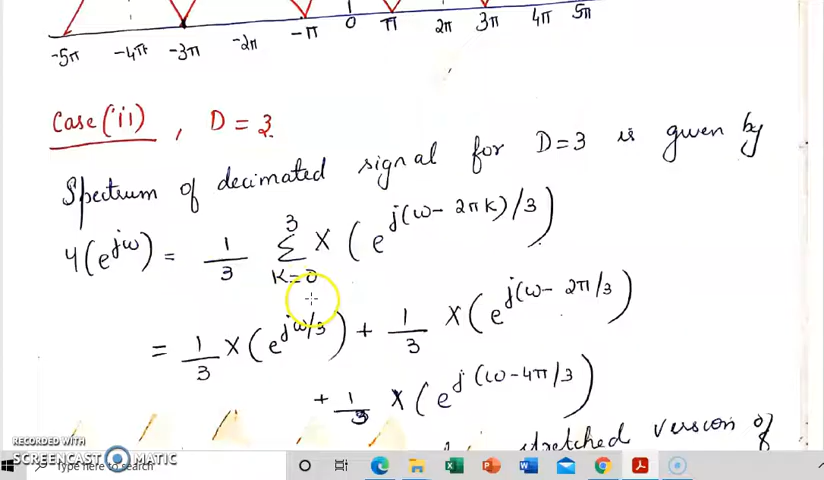 -5π -4π -3π -2π -π 0 π 2π 3π 4π 5π
Case(ii) , D = 3
Spectrum of decimated signal for D=3 is given by
Y(e^jω) = 1/3 3 Σ K=0 X(e^j(ω-2πK)/3)
= 1/3 X(e^jω/3) + 1/3 X(e^j(ω-2π/3)
+ 1/3 X(e^j(ω-4π/3)
stretched version of
RECORDED WITH
SCREENCAST MATIC
Type here to search